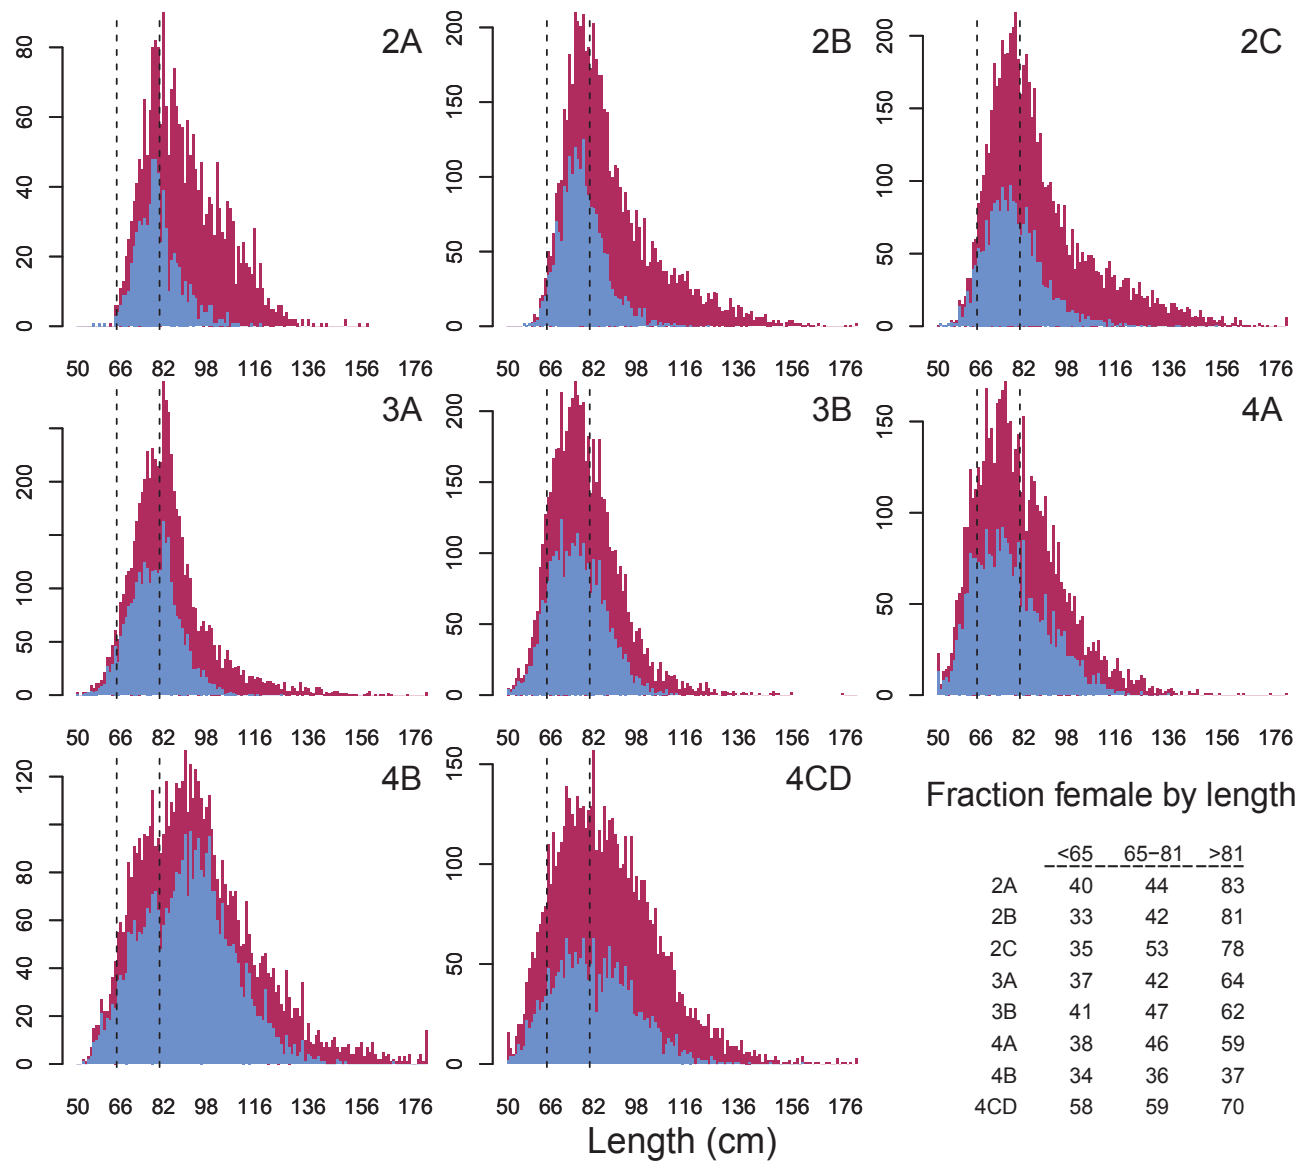 2A
80
60
40
20
0
50 66 82 98 116 136 156 176
2B
200
150
100
50
0
50 66 82 98 116 136 156 176
2C
200
150
100
50
0
50 66 82 98 116 136 156 176
3A
200
100
50
0
50 66 82 98 116 136 156 176
3B
200
150
100
50
0
50 66 82 98 116 136 156 176
4A
150
100
50
0
50 66 82 98 116 136 156 176
4B
120
100
80
60
40
20
0
50 66 82 98 116 136 156 176
4CD
150
100
50
0
50 66 82 98 116 136 156 176
Length (cm)
Fraction female by length
<65 65−81 >81
2A 40 44 83
2B 33 42 81
2C 35 53 78
3A 37 42 64
3B 41 47 62
4A 38 46 59
4B 34 36 37
4CD 58 59 70